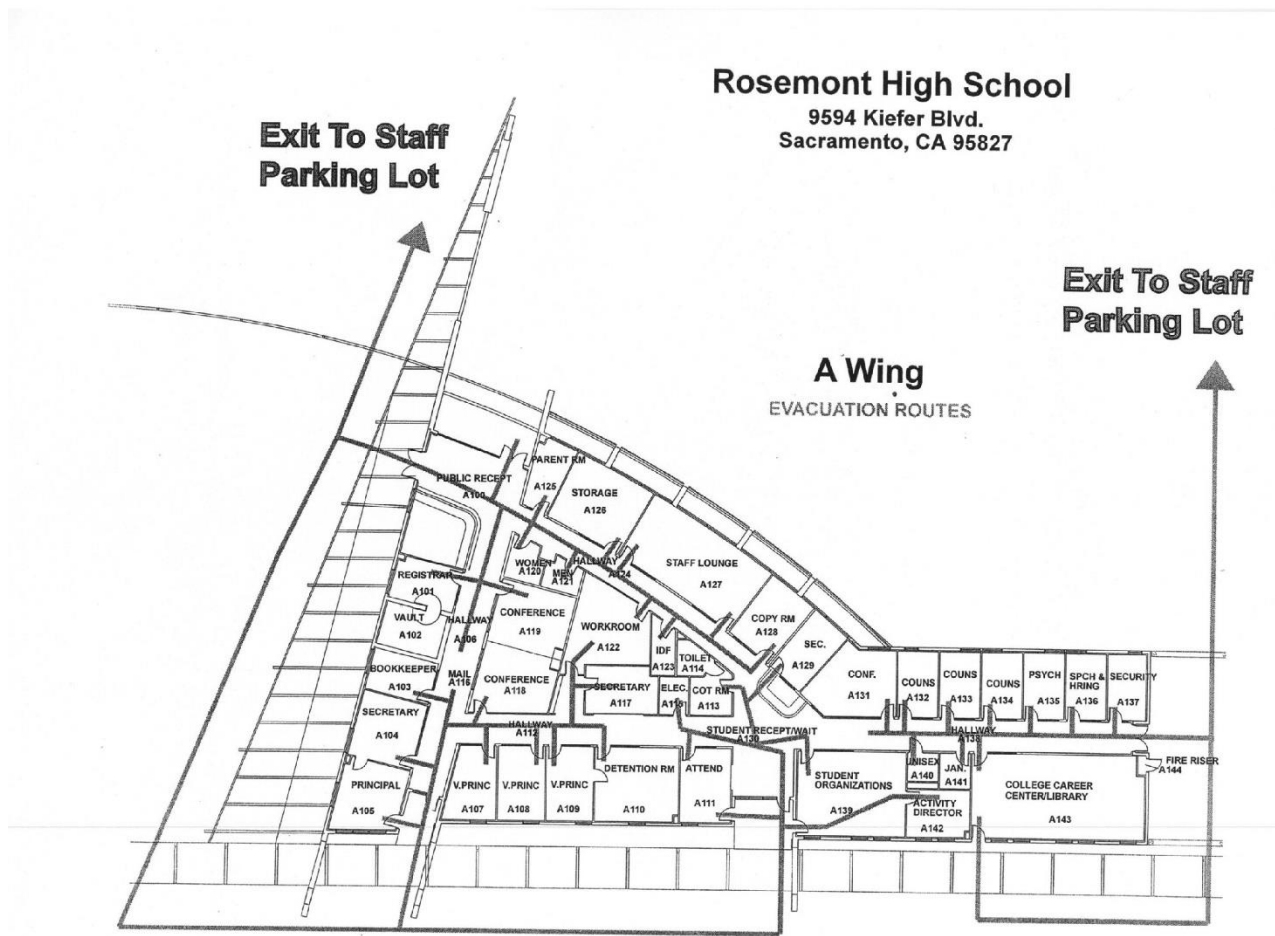 Rosemont High School
9594 Kiefer Blvd.
Sacramento, CA 95827
Exit To Staff
Parking Lot
Exit To Staff
Parking Lot
A Wing
EVACUATION ROUTES
PUBLIC RECEPT
A100
PARENT RM
A125
STORAGE
A126
STAFF LOUNGE
A127
COPY RM
A128
SEC.
A129
WOMEN
A120
MEN
A121
HALLWAY
A124
REGISTRAR
A101
VAULT
A102
HALLWAY
A106
CONFERENCE
A119
WORKROOM
A122
IDF
A123
TOILET
A114
BOOKKEEPER
A103
MAIL
A116
CONFERENCE
A118
SECRETARY
A117
ELEC.
A115
COT RM
A113
SECRETARY
A104
HALLWAY
A112
STUDENT RECEPT/WAIT
A130
CONF.
A131
COUNS
A132
COUNS
A133
COUNS
A134
PSYCH
A135
SPCH &
HRING
A136
SECURITY
A137
HALLWAY
A138
PRINCIPAL
A105
V.PRINC
A107
V.PRINC
A108
V.PRINC
A109
DETENTION RM
A110
ATTEND
A111
STUDENT
ORGANIZATIONS
A139
UNISEX
A140
JAN.
A141
ACTIVITY
DIRECTOR
A142
COLLEGE CAREER
CENTER/LIBRARY
A143
FIRE RISER
A144